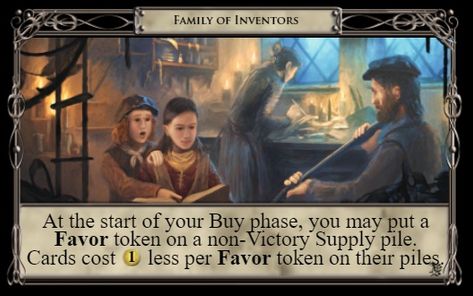 Family of Inventors
At the start of your Buy phase, you may put a
Favor token on a non-Victory Supply pile.
Cards cost 1 less per Favor token on their piles.